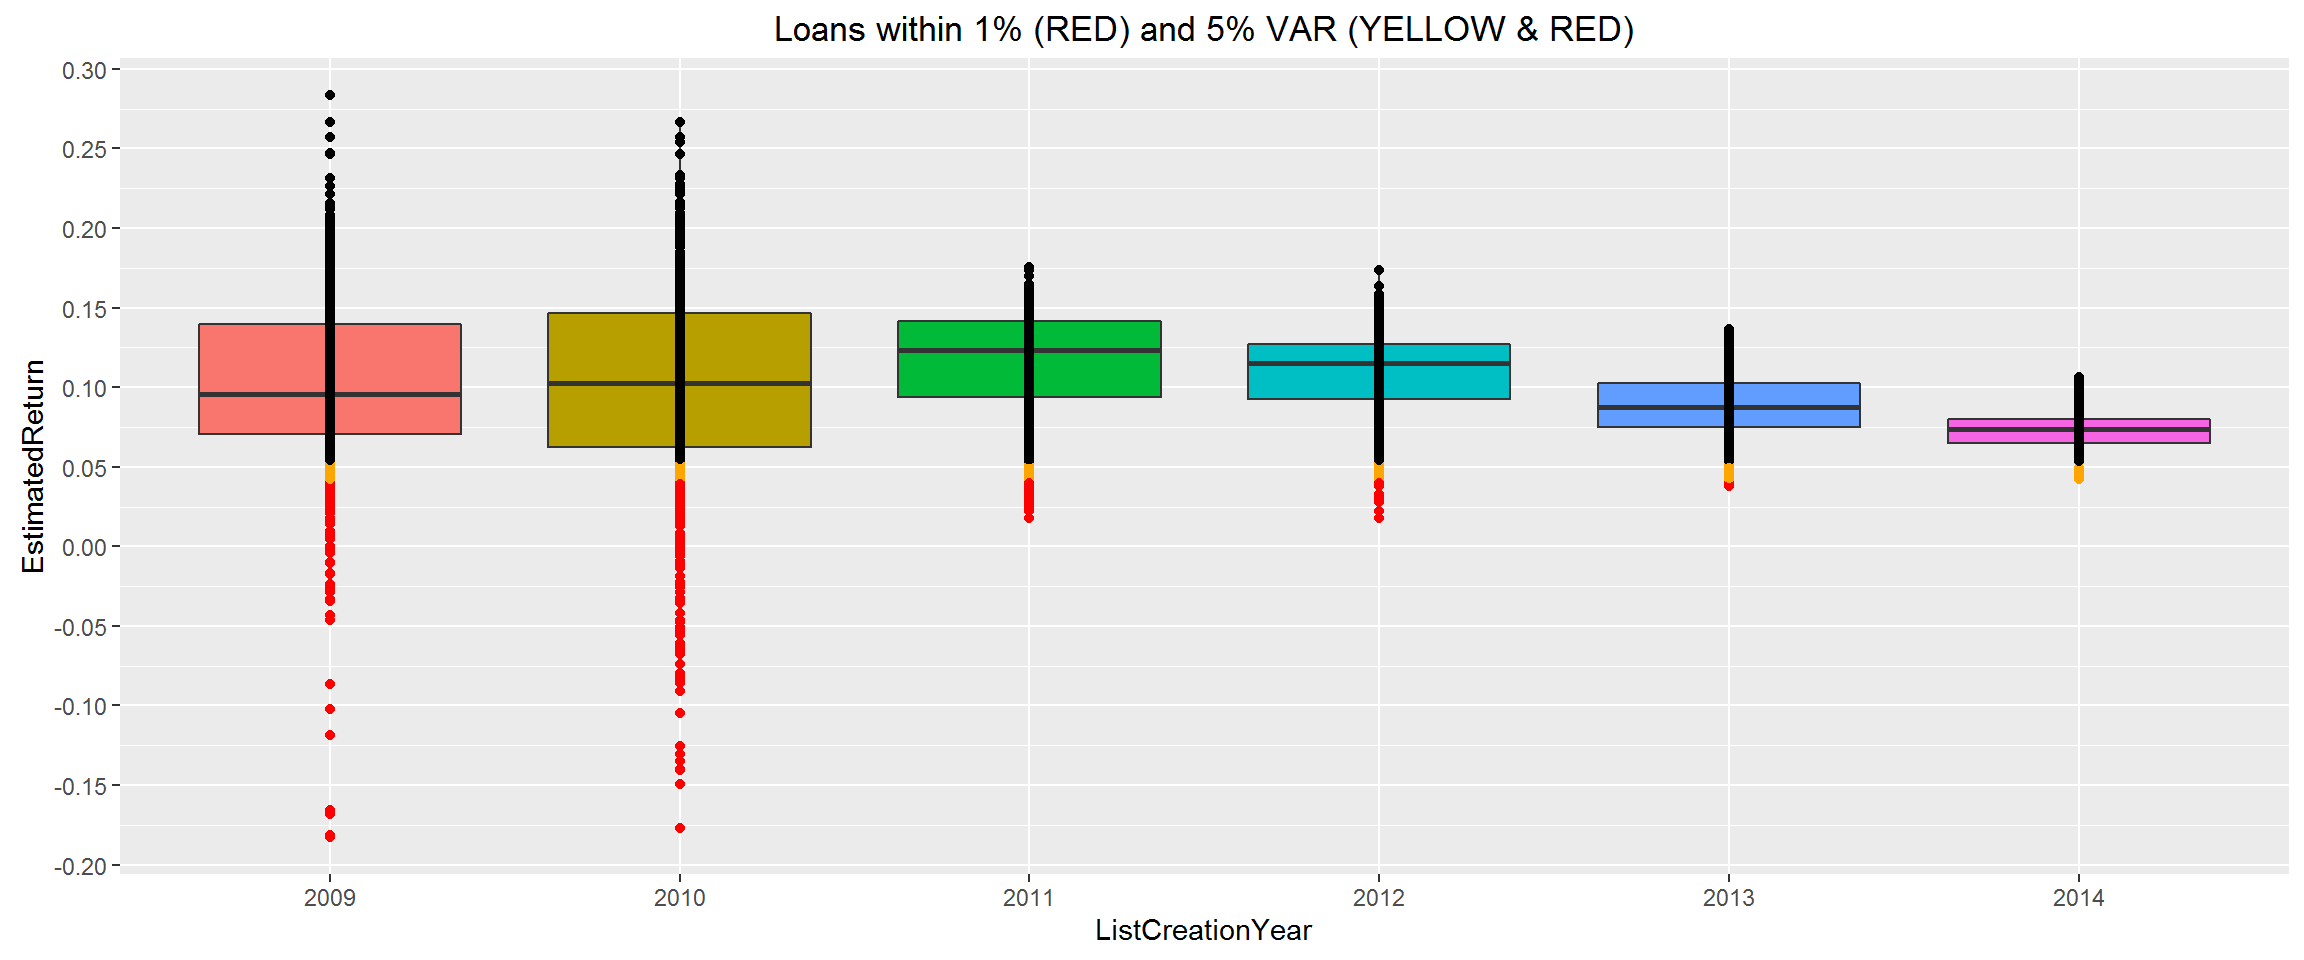 Loans within 1% (RED) and 5% VAR (YELLOW & RED)
EstimatedReturn
0.30
0.25
0.20
0.15
0.10
0.05
0.00
-0.05
-0.10
-0.15
-0.20
2009 2010 2011 2012 2013 2014
ListCreationYear